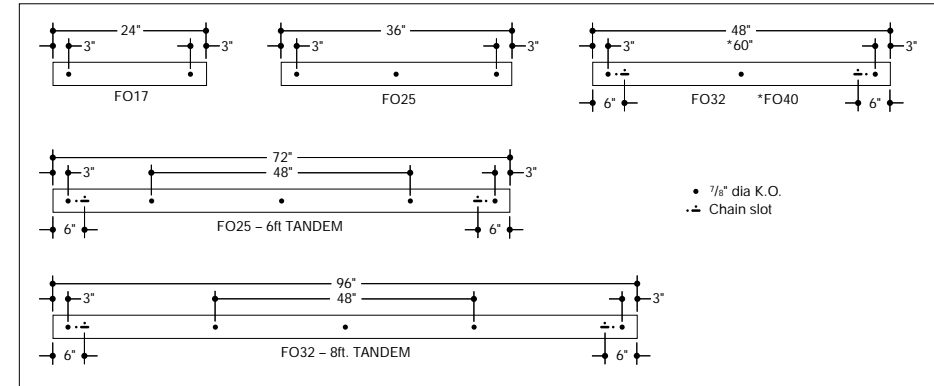 24" 36" 48"
3" 3" 3" 3" 3" *60" 3"
FO17 FO25 6" FO32 *FO40 6"
72"
3" 48" 3"
⁷/₈" dia K.O.
Chain slot
6" FO25 – 6ft TANDEM 6"
96"
3" 48" 3"
6" FO32 – 8ft. TANDEM 6"